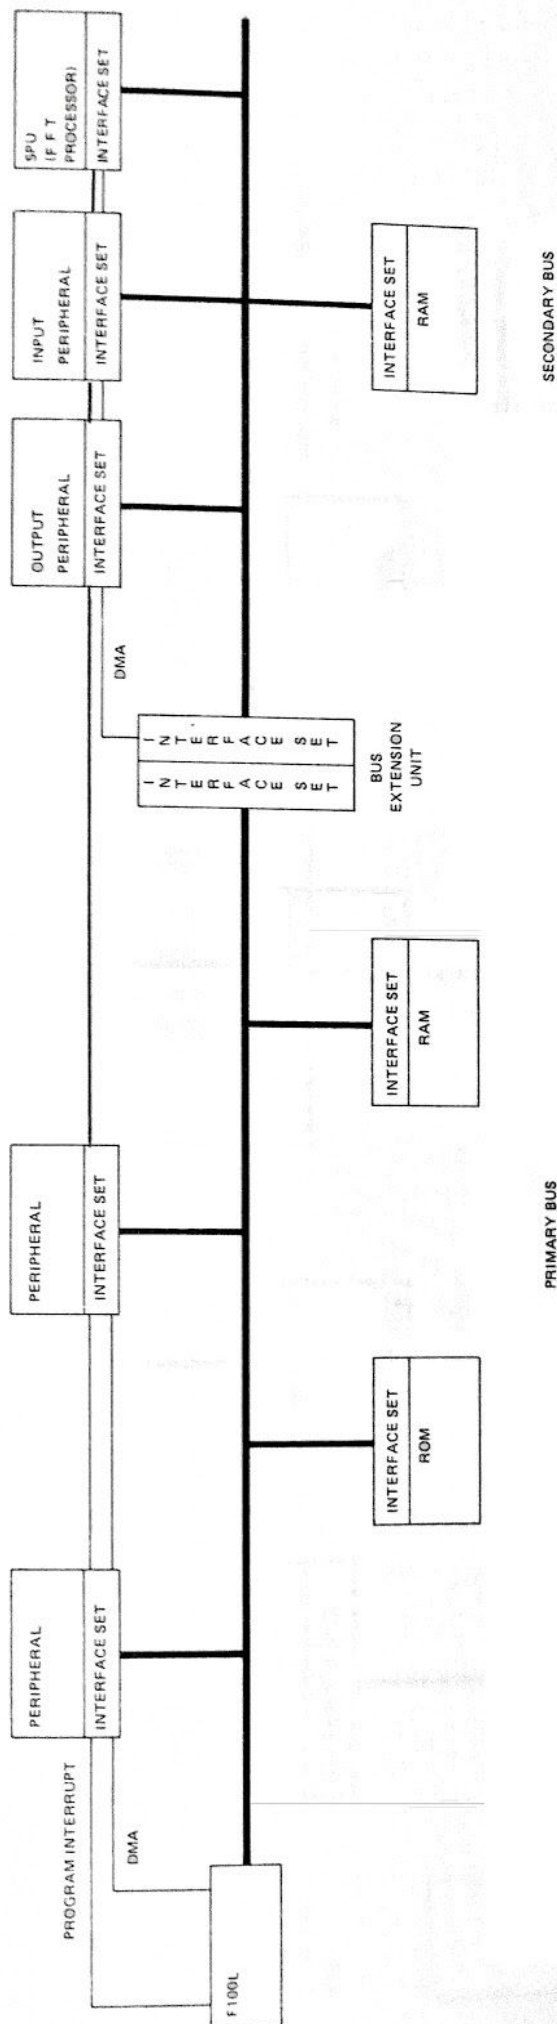 PROGRAM INTERRUPT
DMA
F100L
PERIPHERAL
INTERFACE SET
PERIPHERAL
INTERFACE SET
INTERFACE SET
ROM
INTERFACE SET
RAM
PRIMARY BUS
INTERFACE SET
INTERFACE SET
BUS
EXTENSION
UNIT
DMA
OUTPUT
PERIPHERAL
INTERFACE SET
INPUT
PERIPHERAL
INTERFACE SET
SPU
(F F T
PROCESSOR)
INTERFACE SET
INTERFACE SET
RAM
SECONDARY BUS